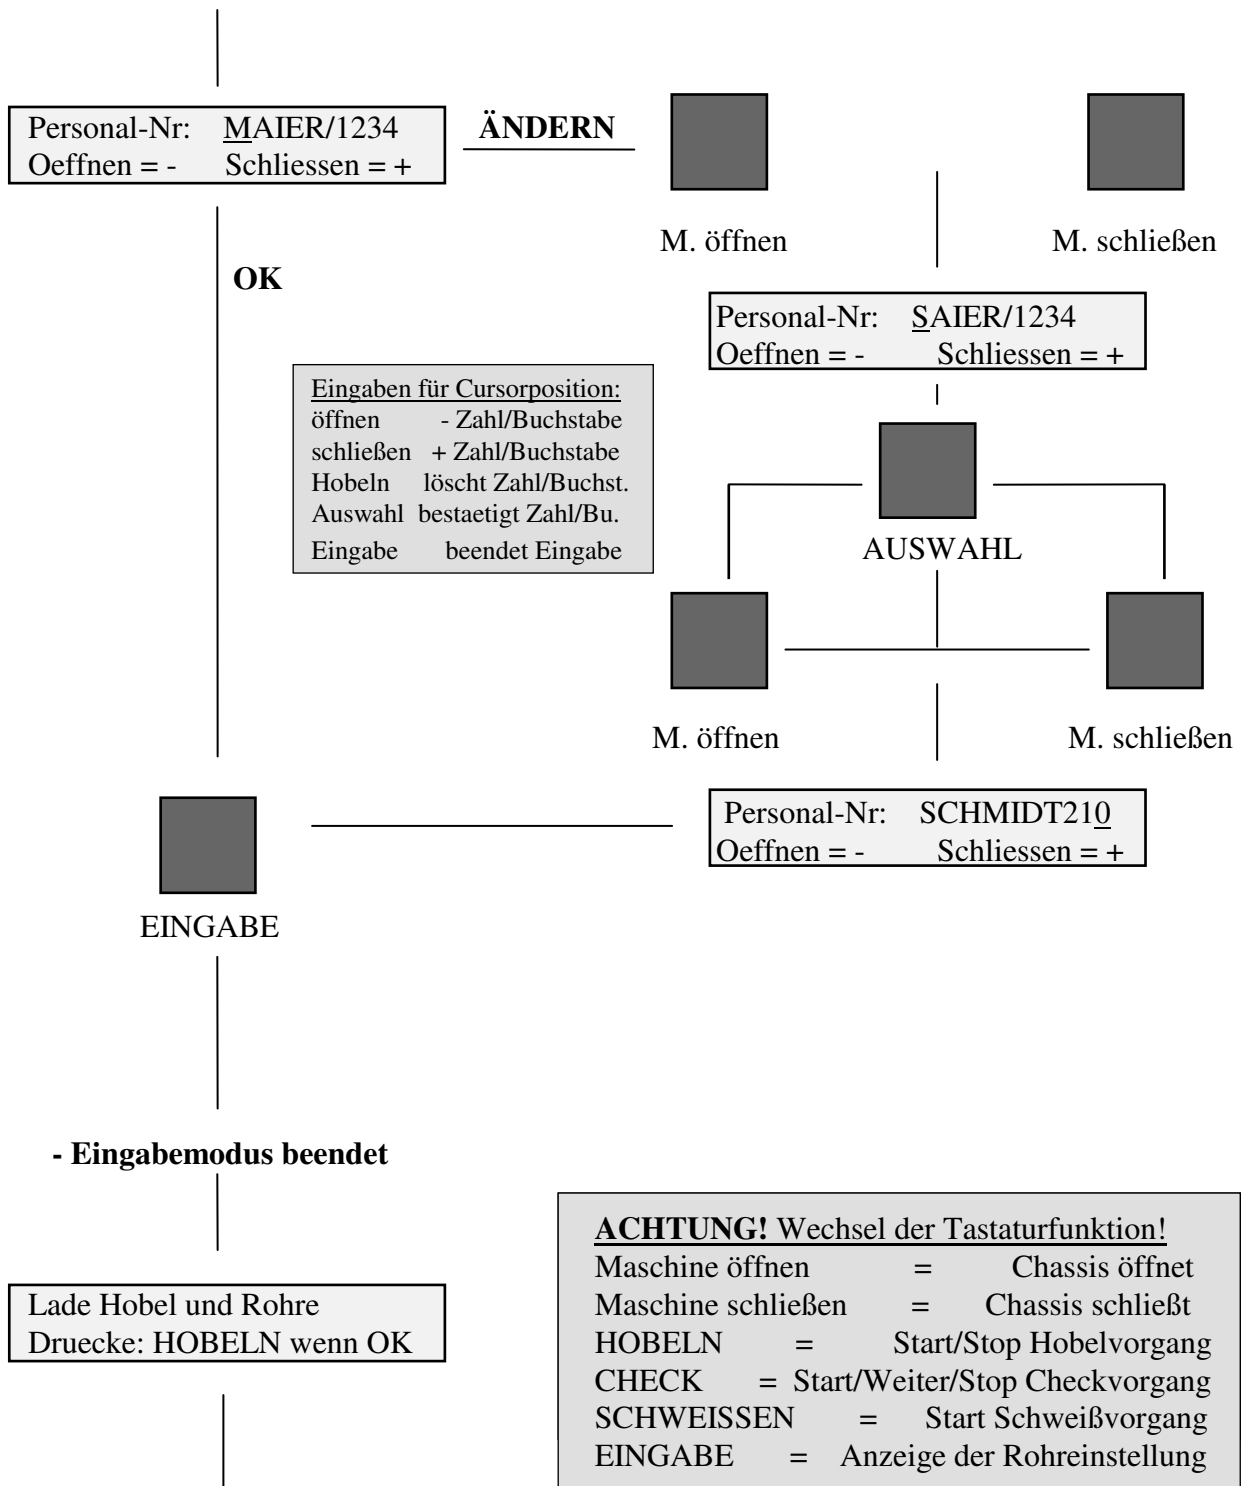 Personal-Nr: MAIER/1234
Oeffnen = - Schliessen = +
ÄNDERN
M. öffnen
M. schließen
OK
Personal-Nr: SAIER/1234
Oeffnen = - Schliessen = +
Eingaben für Cursorposition:
öffnen - Zahl/Buchstabe
schließen + Zahl/Buchstabe
Hobeln löscht Zahl/Buchst.
Auswahl bestaetigt Zahl/Bu.
Eingabe beendet Eingabe
AUSWAHL
M. öffnen
M. schließen
Personal-Nr: SCHMIDT210
Oeffnen = - Schliessen = +
EINGABE
- Eingabemodus beendet
Lade Hobel und Rohre
Druecke: HOBELN wenn OK
ACHTUNG! Wechsel der Tastaturfunktion!
Maschine öffnen = Chassis öffnet
Maschine schließen = Chassis schließt
HOBELN = Start/Stop Hobelvorgang
CHECK = Start/Weiter/Stop Checkvorgang
SCHWEISSEN = Start Schweißvorgang
EINGABE = Anzeige der Rohreinstellung